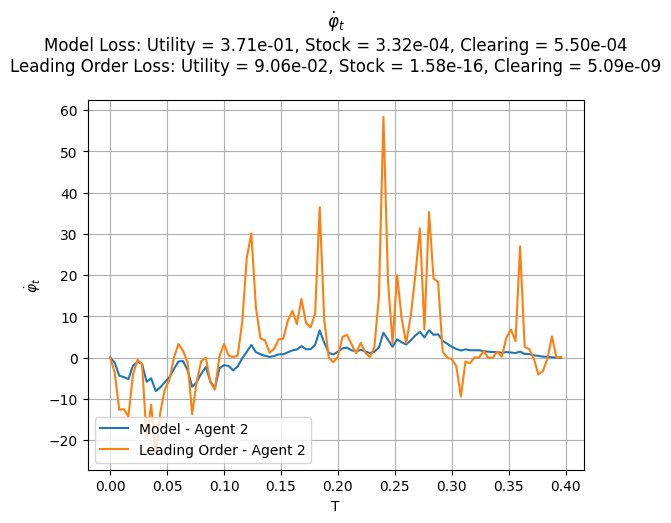 φ̇ₜ
Model Loss: Utility = 3.71e-01, Stock = 3.32e-04, Clearing = 5.50e-04
Leading Order Loss: Utility = 9.06e-02, Stock = 1.58e-16, Clearing = 5.09e-09
60
50
40
30
20
10
0
−10
−20
φ̇ₜ
Model - Agent 2
Leading Order - Agent 2
0.00 0.05 0.10 0.15 0.20 0.25 0.30 0.35 0.40
T